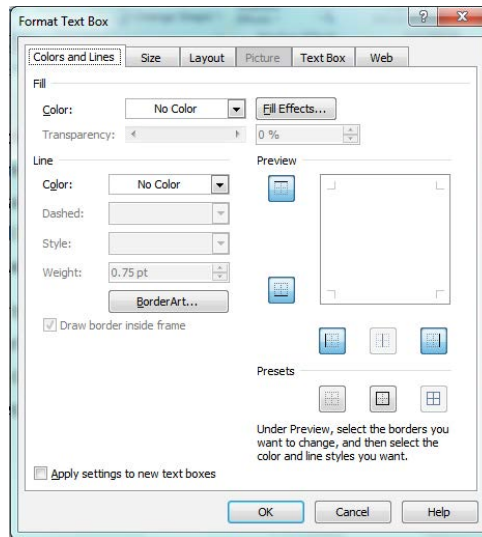 Format Text Box
Colors and Lines Size Layout Picture Text Box Web
Fill
Color: No Color Fill Effects...
Transparency: 0 %
Line Preview
Color: No Color
Dashed:
Style:
Weight: 0.75 pt
BorderArt...
Draw border inside frame
Presets
Under Preview, select the borders you
want to change, and then select the
color and line styles you want.
Apply settings to new text boxes
OK Cancel Help